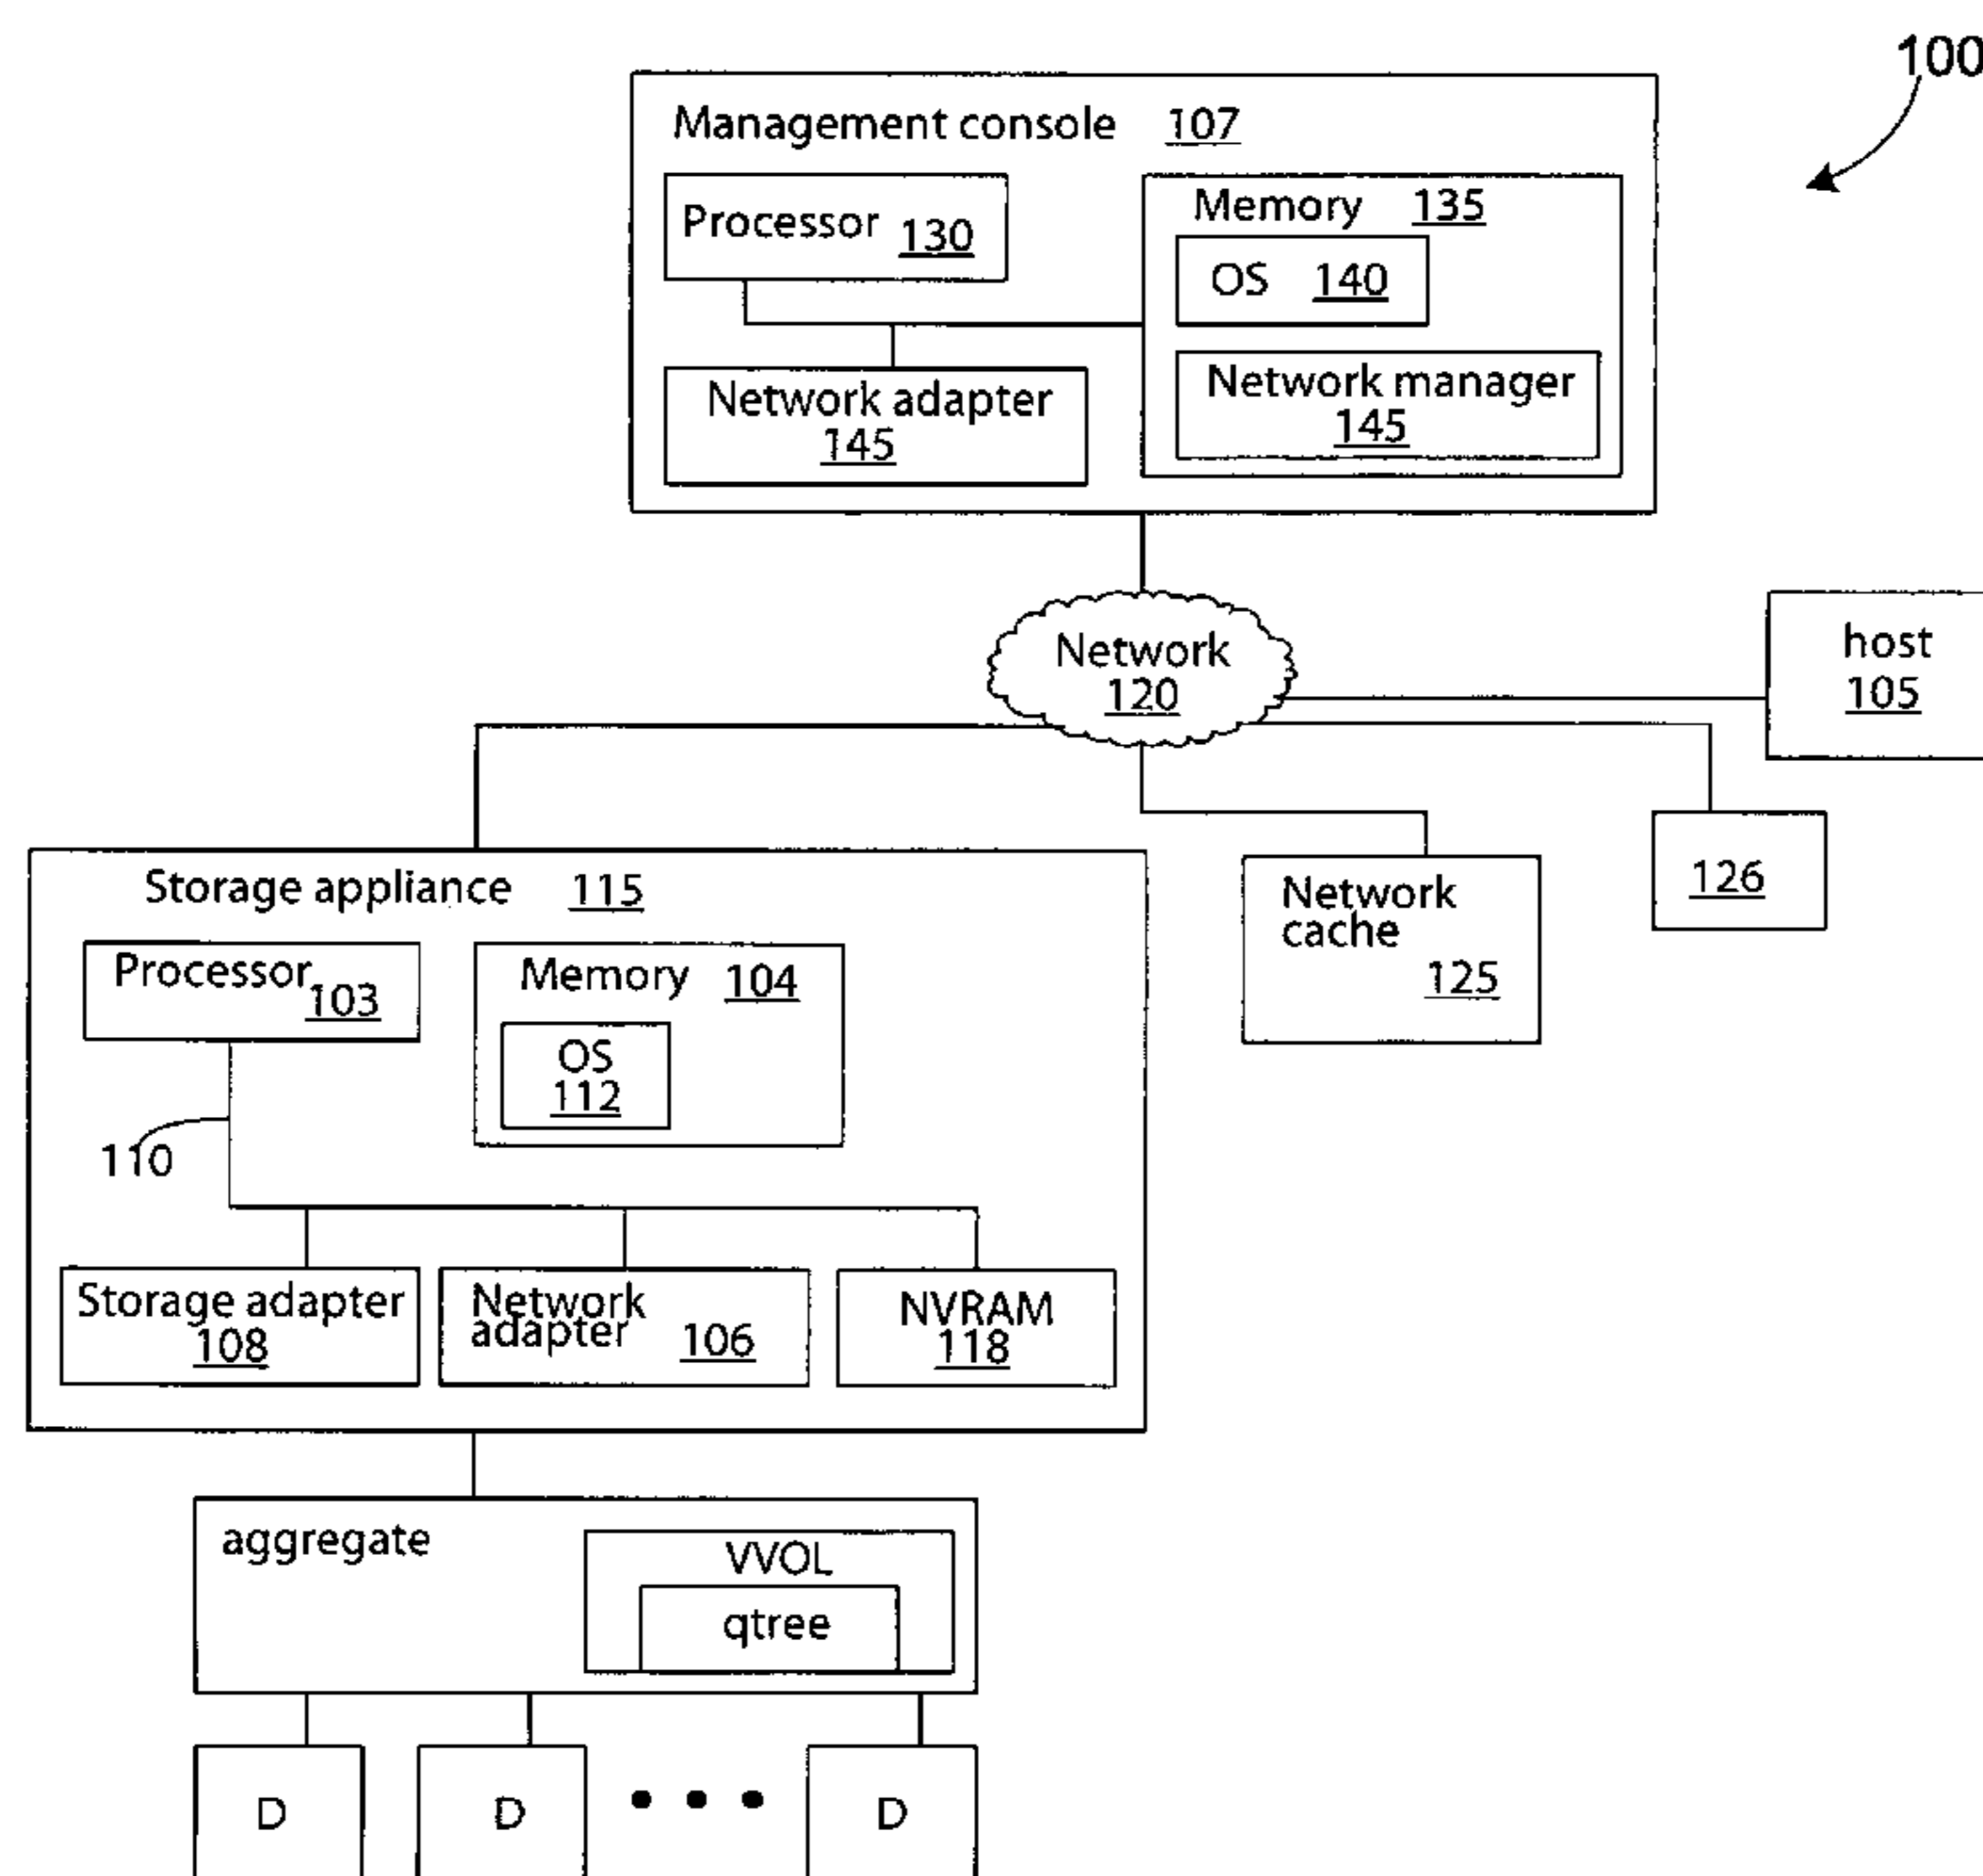 100
Management console 107
Processor 130
Memory 135
OS 140
Network adapter
145
Network manager
145
Network
120
host
105
Storage appliance 115
Network
cache
125
126
Processor 103
Memory 104
OS
112
110
Storage adapter
108
Network
adapter 106
NVRAM
118
aggregate
VVOL
qtree
D D • • • D